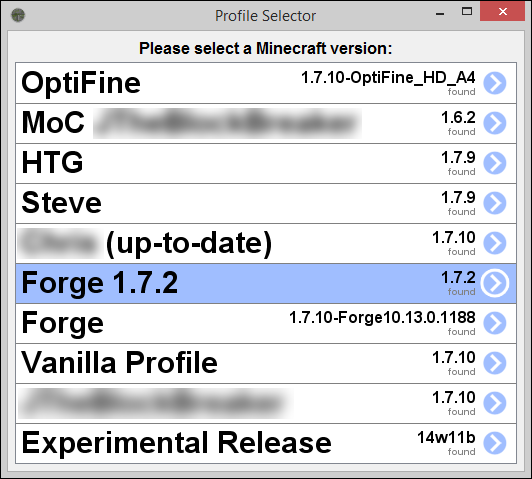 Profile Selector
Please select a Minecraft version:
OptiFine 1.7.10-OptiFine_HD_A4
found
MoC 1.6.2
found
HTG 1.7.9
found
Steve 1.7.9
found
(up-to-date) 1.7.10
found
Forge 1.7.2 1.7.2
found
Forge 1.7.10-Forge10.13.0.1188
found
Vanilla Profile 1.7.10
found
1.7.10
found
Experimental Release 14w11b
found